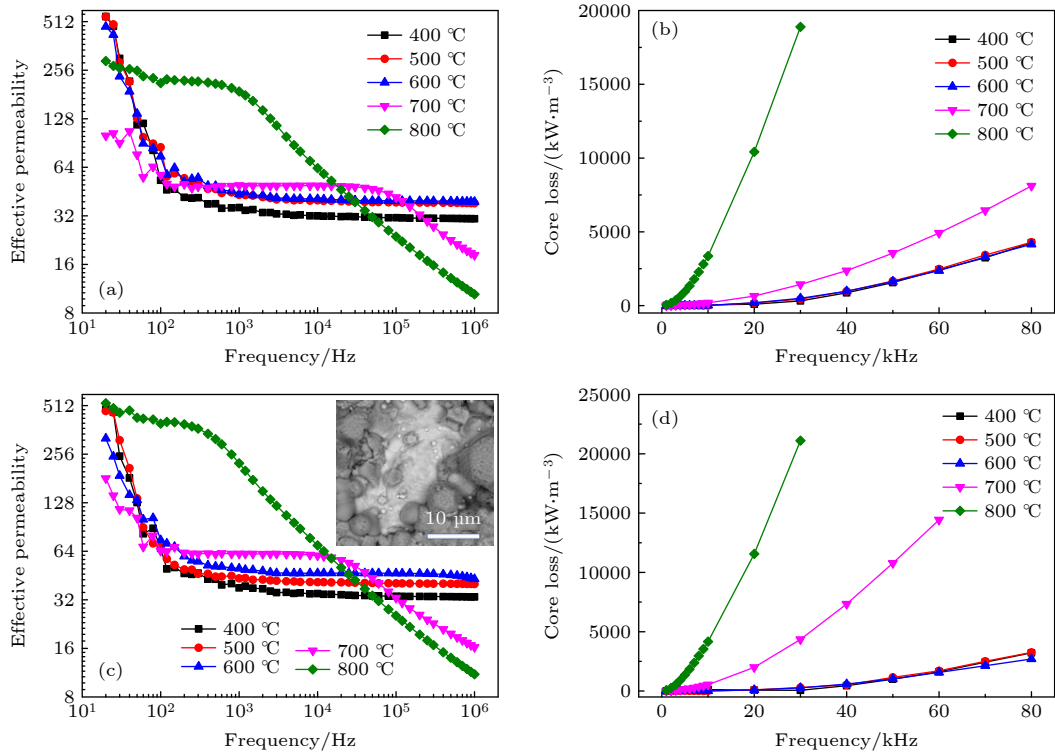 512
256
128
64
32
16
8
Effective permeability
400 ℃
500 ℃
600 ℃
700 ℃
800 ℃
(a)
10¹ 10² 10³ 10⁴ 10⁵ 10⁶
Frequency/Hz
20000
15000
10000
5000
0
Core loss/(kW·m⁻³)
(b)
400 ℃
500 ℃
600 ℃
700 ℃
800 ℃
0 20 40 60 80
Frequency/kHz
512
256
128
64
32
16
8
Effective permeability
10 μm
400 ℃
500 ℃
600 ℃
700 ℃
800 ℃
(c)
10¹ 10² 10³ 10⁴ 10⁵ 10⁶
Frequency/Hz
25000
20000
15000
10000
5000
0
Core loss/(kW·m⁻³)
(d)
400 ℃
500 ℃
600 ℃
700 ℃
800 ℃
0 20 40 60 80
Frequency/kHz